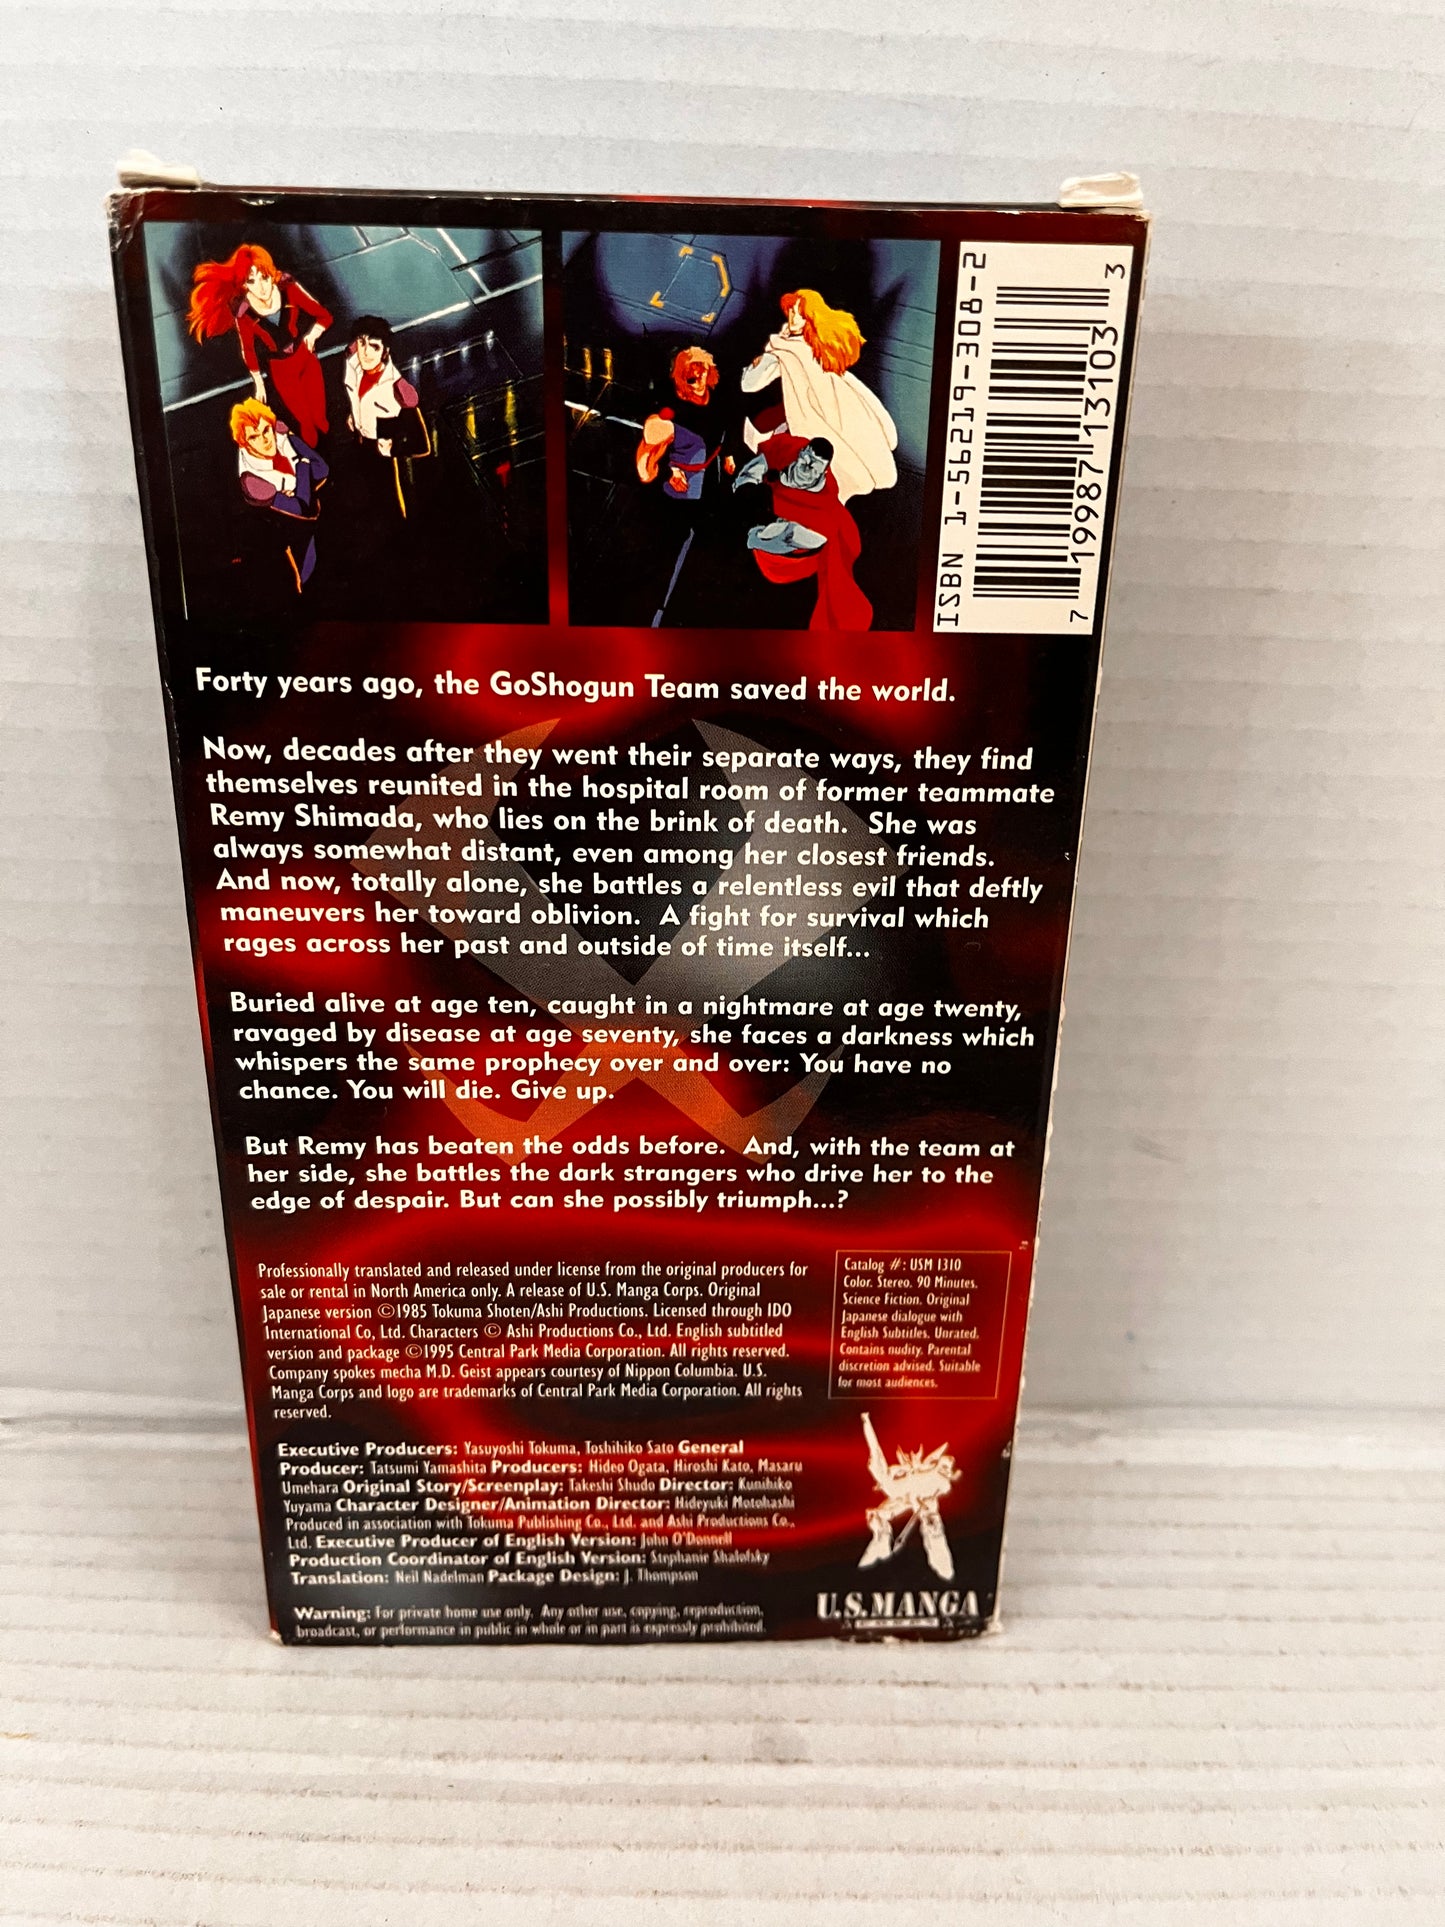 ISBN 1-56219-308-2
7 19987 13103 3
Forty years ago, the GoShogun Team saved the world.
Now, decades after they went their separate ways, they find
themselves reunited in the hospital room of former teammate
Remy Shimada, who lies on the brink of death. She was
always somewhat distant, even among her closest friends.
And now, totally alone, she battles a relentless evil that deftly
maneuvers her toward oblivion. A fight for survival which
rages across her past and outside of time itself...
Buried alive at age ten, caught in a nightmare at age twenty,
ravaged by disease at age seventy, she faces a darkness which
whispers the same prophecy over and over: You have no
chance. You will die. Give up.
But Remy has beaten the odds before. And, with the team at
her side, she battles the dark strangers who drive her to the
edge of despair. But can she possibly triumph...?
Professionally translated and released under license from the original producers for
sale or rental in North America only. A release of U.S. Manga Corps. Original
Japanese version ©1985 Tokuma Shoten/Ashi Productions. Licensed through IDO
International Co, Ltd. Characters © Ashi Productions Co., Ltd. English subtitled
version and package ©1995 Central Park Media Corporation. All rights reserved.
Company spokes mecha M.D. Geist appears courtesy of Nippon Columbia. U.S.
Manga Corps and logo are trademarks of Central Park Media Corporation. All rights
reserved.
Catalog #: USM 1310
Color. Stereo. 90 Minutes.
Science Fiction. Original
Japanese dialogue with
English Subtitles. Unrated.
Contains nudity. Parental
discretion advised. Suitable
for most audiences.
Executive Producers: Yasuyoshi Tokuma, Toshihiko Sato General
Producer: Tatsumi Yamashita Producers: Hideo Ogata, Hiroshi Kato, Masaru
Umehara Original Story/Screenplay: Takeshi Shudo Director: Kunihiko
Yuyama Character Designer/Animation Director: Hideyuki Motohashi
Produced in association with Tokuma Publishing Co., Ltd. and Ashi Productions Co.,
Ltd. Executive Producer of English Version: John O'Donnell
Production Coordinator of English Version: Stephanie Shalofsky
Translation: Neil Nadelman Package Design: J. Thompson
Warning: For private home use only. Any other use, copying, reproduction,
broadcast, or performance in public in whole or in part is expressly prohibited.
U.S.MANGA